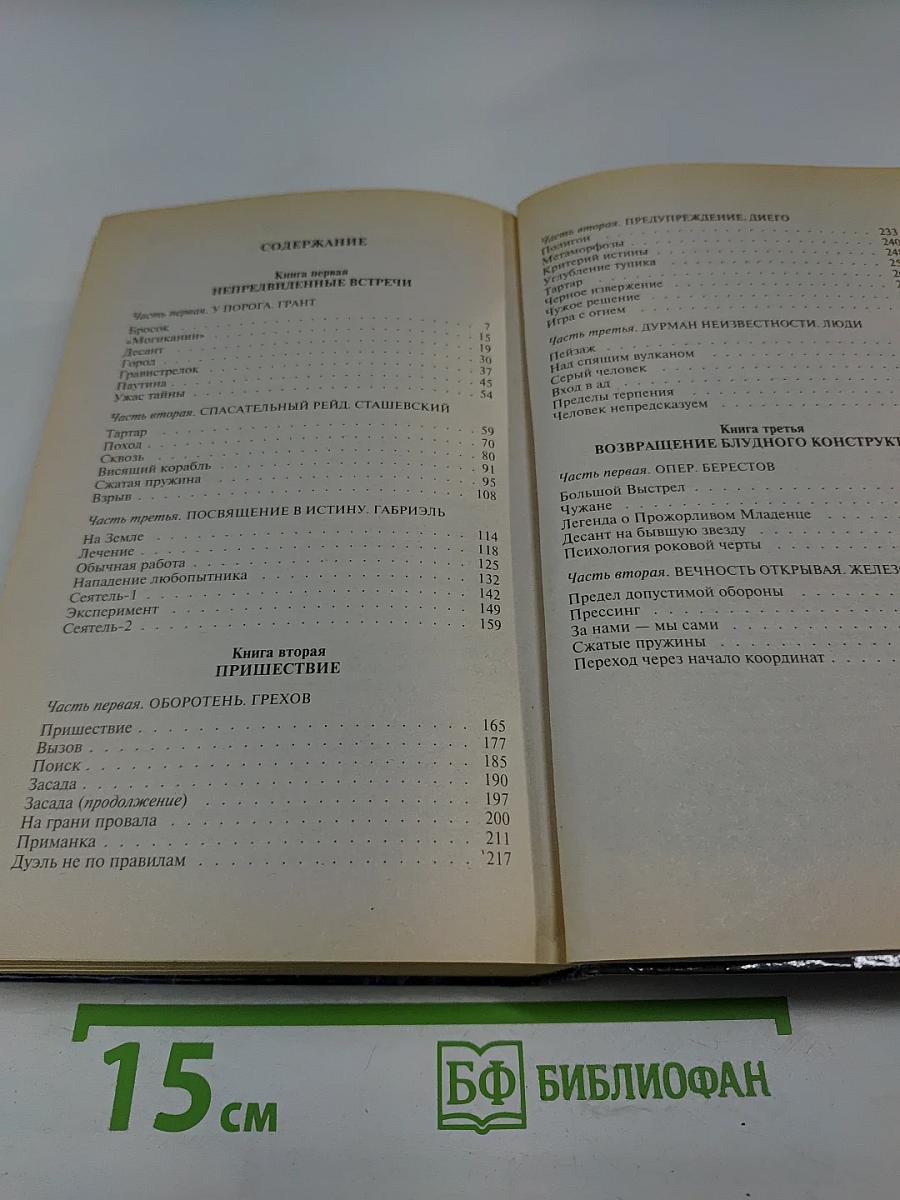 СОДЕРЖАНИЕ
Книга первая
НЕПРЕДВИДЕННЫЕ ВСТРЕЧИ
Часть первая. У ПОРОГА. ГРАНТ
Бросок 7
«Могиканин» 15
Десант 19
Город 30
Гравистрелок 37
Паутина 45
Ужас тайны 54
Часть вторая. СПАСАТЕЛЬНЫЙ РЕЙД. СТАШЕВСКИЙ
Тартар 59
Поход 70
Сквозь 80
Висящий корабль 91
Сжатая пружина 95
Взрыв 108
Часть третья. ПОСВЯЩЕНИЕ В ИСТИНУ. ГАБРИЭЛЬ
На Земле 114
Лечение 118
Обычная работа 125
Нападение любопытника 132
Сеятель-1 142
Эксперимент 149
Сеятель-2 159
Книга вторая
ПРИШЕСТВИЕ
Часть первая. ОБОРОТЕНЬ. ГРЕХОВ
Пришествие 165
Вызов 177
Поиск 185
Засада 190
Засада (продолжение) 197
На грани провала 200
Приманка 211
Дуэль не по правилам 217
Часть вторая. ПРЕДУПРЕЖДЕНИЕ. ДИЕГО
Полигон 233
Метаморфозы 240
Критерий истины 248
Углубление тупика
Тартар
Черное извержение
Чужое решение
Игра с огнем
Часть третья. ДУРМАН НЕИЗВЕСТНОСТИ. ЛЮДИ
Пейзаж
Над спящим вулканом
Серый человек
Вход в ад
Пределы терпения
Человек непредсказуем
Книга третья
ВОЗВРАЩЕНИЕ БЛУДНОГО КОНСТРУКТ
Часть первая. ОПЕР. БЕРЕСТОВ
Большой Выстрел
Чужане
Легенда о Прожорливом Младенце
Десант на бывшую звезду
Психология роковой черты
Часть вторая. ВЕЧНОСТЬ ОТКРЫВАЯ. ЖЕЛЕЗ
Предел допустимой обороны
Прессинг
За нами — мы сами
Сжатые пружины
Переход через начало координат
15 см
БФ БИБЛИОФАН